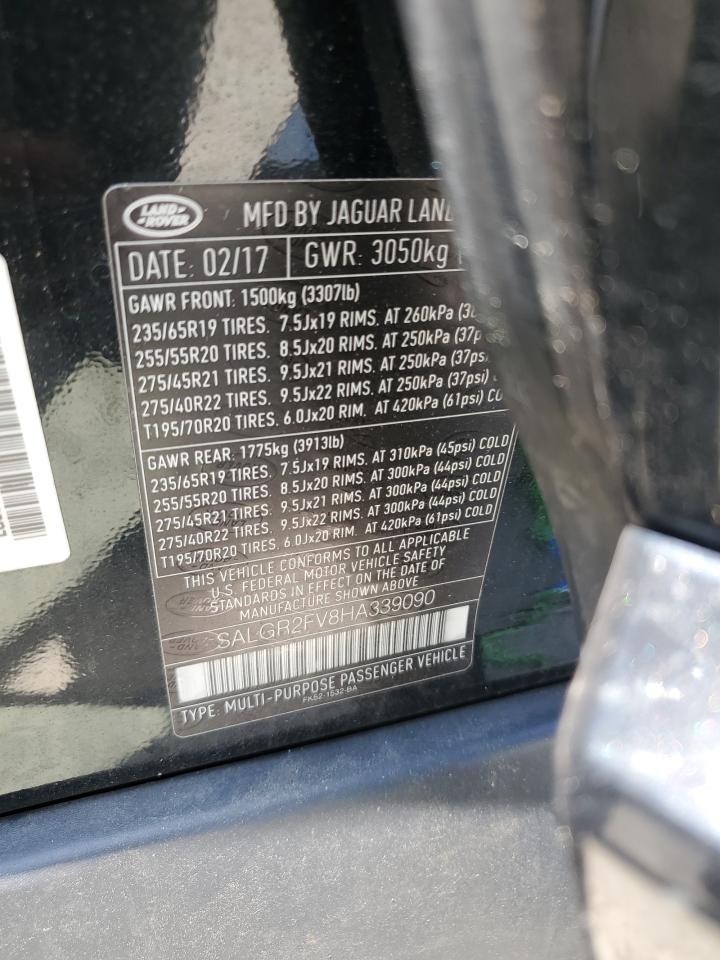 LAND-
ROVER
MFD BY JAGUAR LAND
DATE: 02/17
GWR: 3050kg
GAWR FRONT: 1500kg (3307lb)
235/65R19 TIRES. 7.5Jx19 RIMS. AT 260kPa
255/55R20 TIRES. 8.5Jx20 RIMS. AT 250kPa (37p
275/45R21 TIRES. 9.5Jx21 RIMS. AT 250kPa (37psi
275/40R22 TIRES. 9.5Jx22 RIMS. AT 250kPa (37psi)
T195/70R20 TIRES. 6.0Jx20 RIM. AT 420kPa (61psi) CO
GAWR REAR: 1775kg (3913lb)
235/65R19 TIRES. 7.5Jx19 RIMS. AT 310kPa (45psi) COLD
255/55R20 TIRES. 8.5Jx20 RIMS. AT 300kPa (44psi) COLD
275/45R21 TIRES. 9.5Jx21 RIMS. AT 300kPa (44psi) COLD
275/40R22 TIRES. 9.5Jx22 RIMS. AT 300kPa (44psi) COLD
T195/70R20 TIRES. 6.0Jx20 RIM. AT 420kPa (61psi) COLD
THIS VEHICLE CONFORMS TO ALL APPLICABLE
U.S. FEDERAL MOTOR VEHICLE SAFETY
STANDARDS IN EFFECT ON THE DATE OF
MANUFACTURE SHOWN ABOVE
SALGR2FV8HA339090
TYPE: MULTI-PURPOSE PASSENGER VEHICLE
FK52-1532-BA